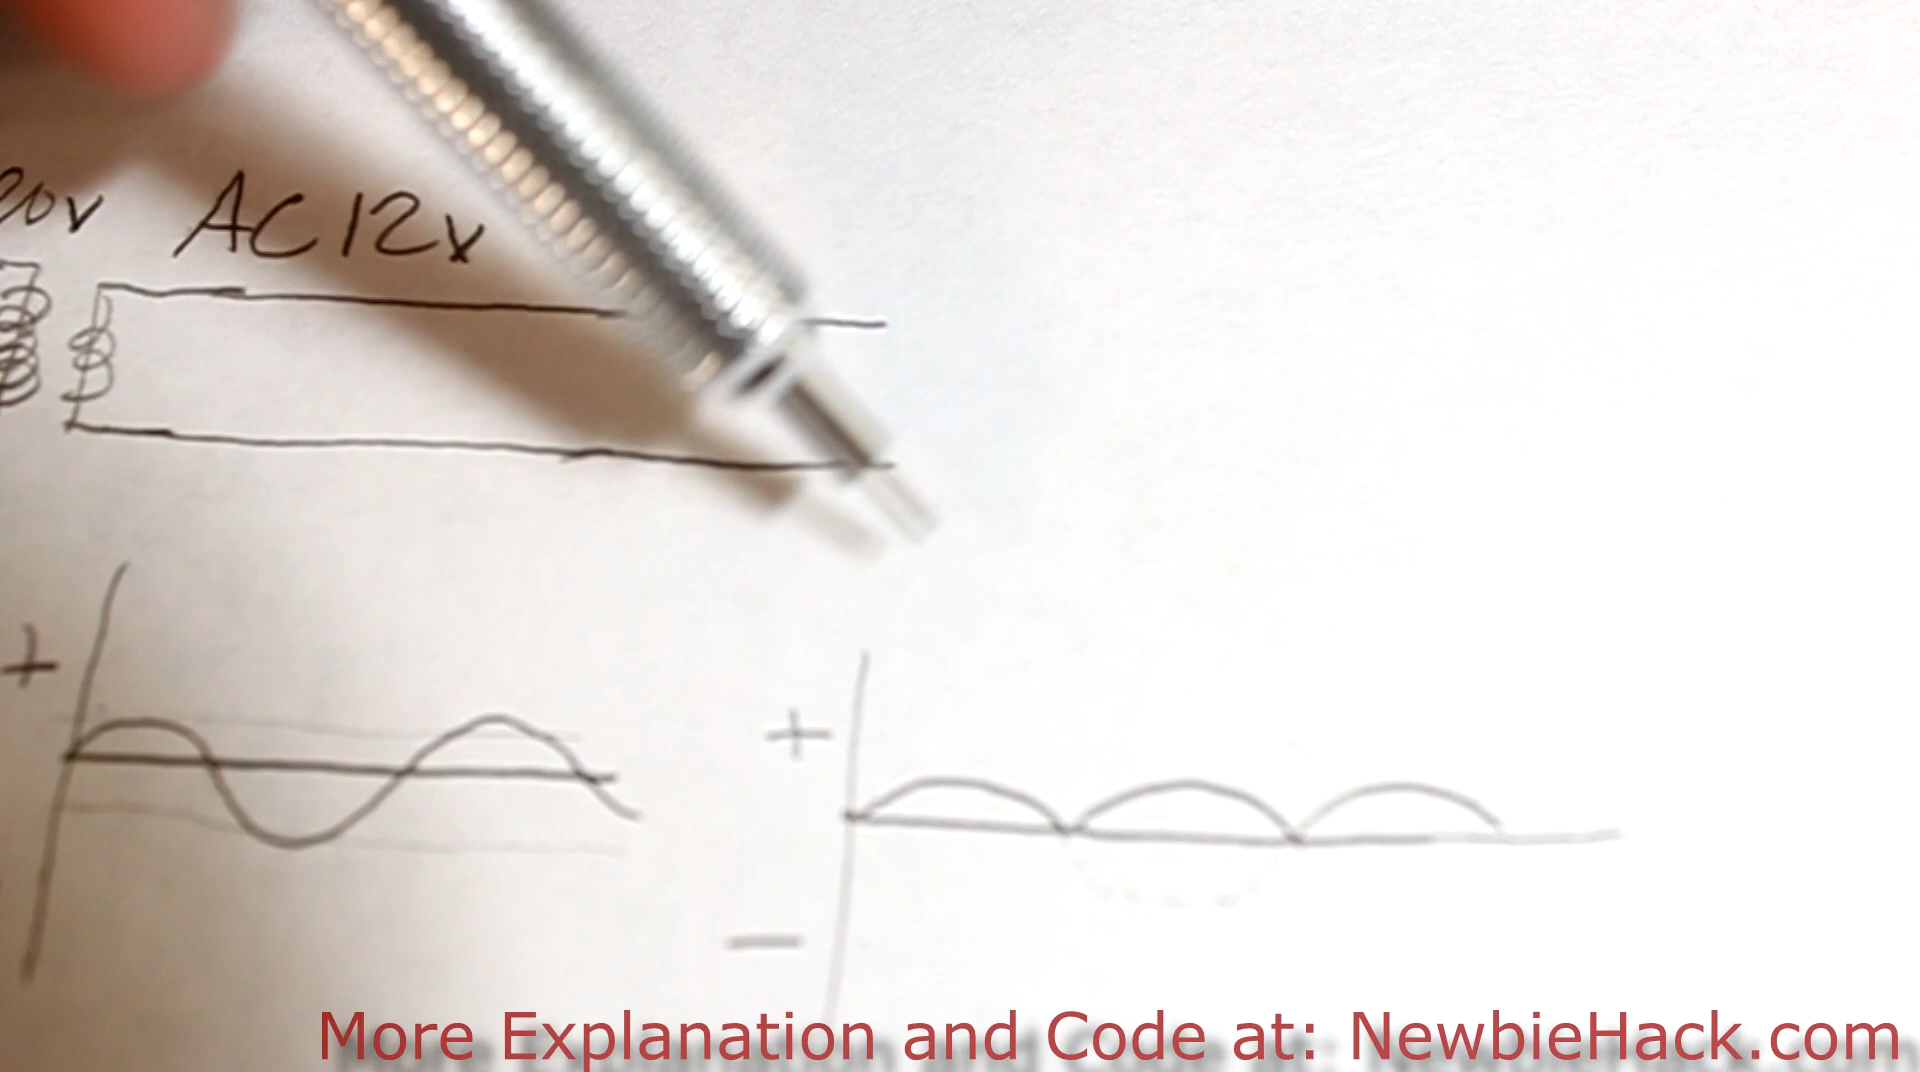 AC 12v
+
+
-
More Explanation and Code at: NewbieHack.com